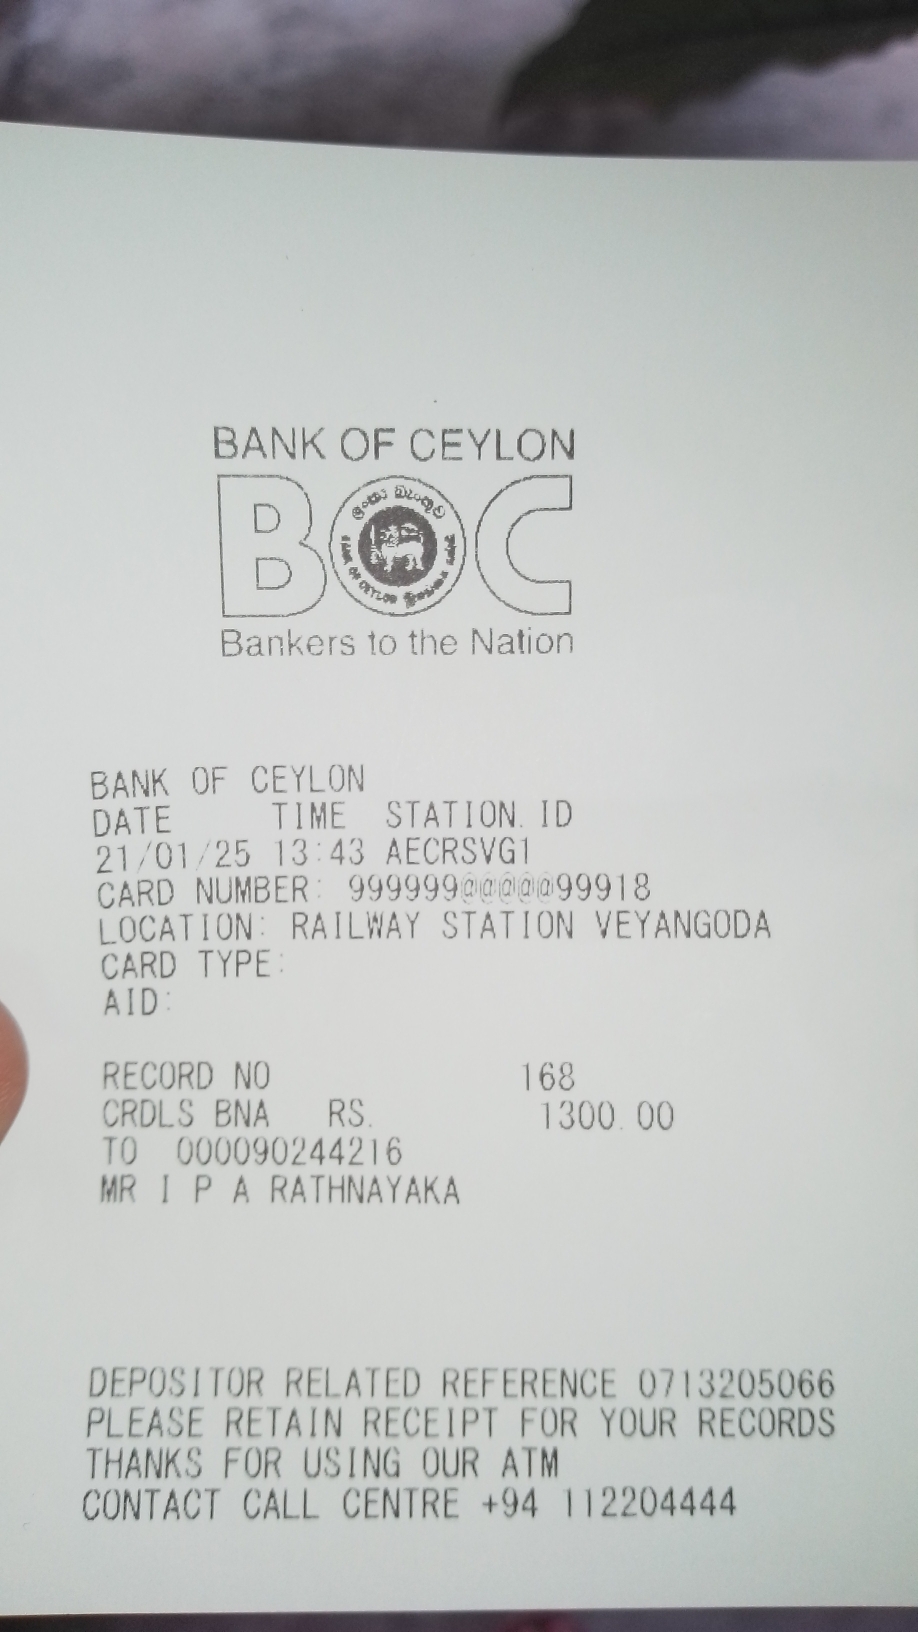 BANK OF CEYLON
BOC
ලංකා බැංකුව
BANK OF CEYLON
Bankers to the Nation
BANK OF CEYLON
DATE TIME STATION.ID
21/01/25 13:43 AECRSVG1
CARD NUMBER: 999999@@@@@99918
LOCATION: RAILWAY STATION VEYANGODA
CARD TYPE:
AID:
RECORD NO 168
CRDLS BNA RS. 1300.00
TO 000090244216
MR I P A RATHNAYAKA
DEPOSITOR RELATED REFERENCE 0713205066
PLEASE RETAIN RECEIPT FOR YOUR RECORDS
THANKS FOR USING OUR ATM
CONTACT CALL CENTRE +94 112204444